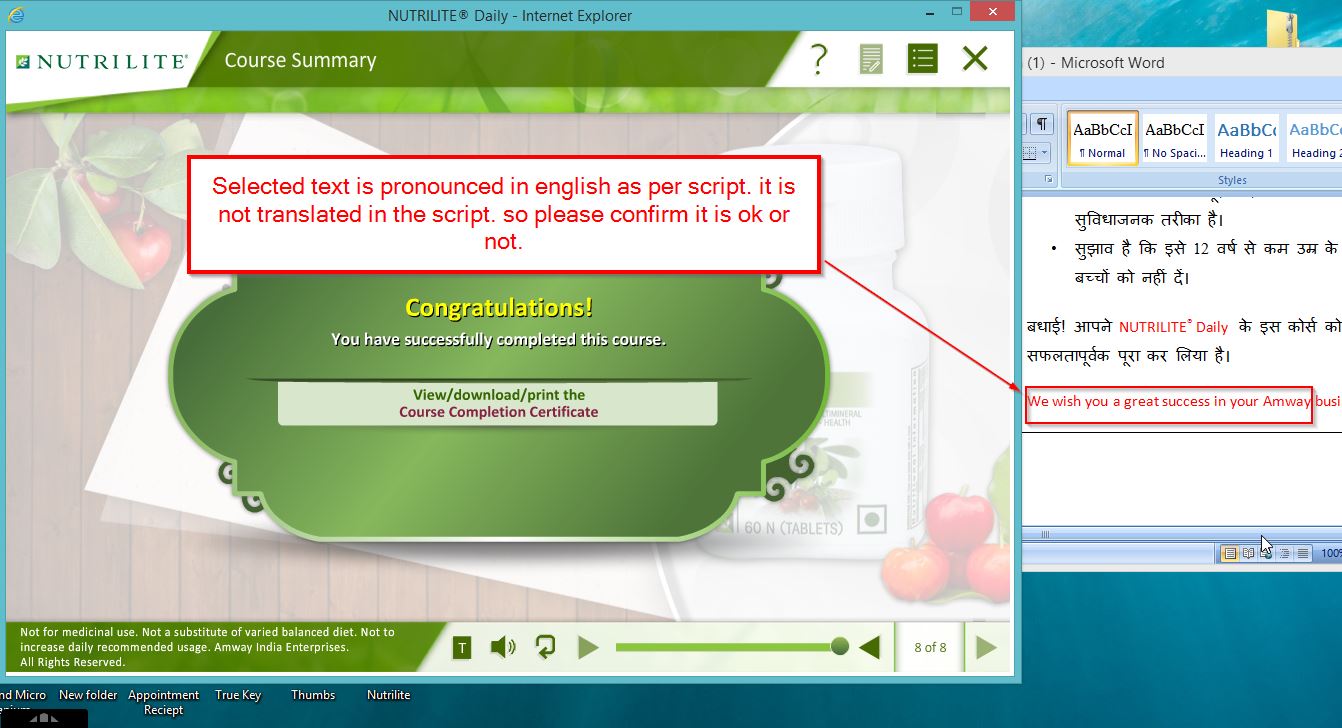 NUTRILITE® Daily - Internet Explorer
NUTRILITE®
Course Summary
?
Selected text is pronounced in english as per script. it is
not translated in the script. so please confirm it is ok or
not.
Congratulations!
You have successfully completed this course.
View/download/print the
Course Completion Certificate
60 N (TABLETS)
Not for medicinal use. Not a substitute of varied balanced diet. Not to
increase daily recommended usage. Amway India Enterprises.
All Rights Reserved.
T
8 of 8
(1) - Microsoft Word
AaBbCcI AaBbCcI AaBbC AaBbC
¶ Normal ¶ No Spaci... Heading 1 Heading 2
Styles
सुविधाजनक तरीका है।
• सुझाव है कि इसे 12 वर्ष से कम उम्र के
बच्चों को नहीं दें।
बधाई! आपने NUTRILITE® Daily के इस कोर्स को
सफलतापूर्वक पूरा कर लिया है।
We wish you a great success in your Amway busi
100%
nd Micro New folder Appointment True Key Thumbs Nutrilite
Reciept